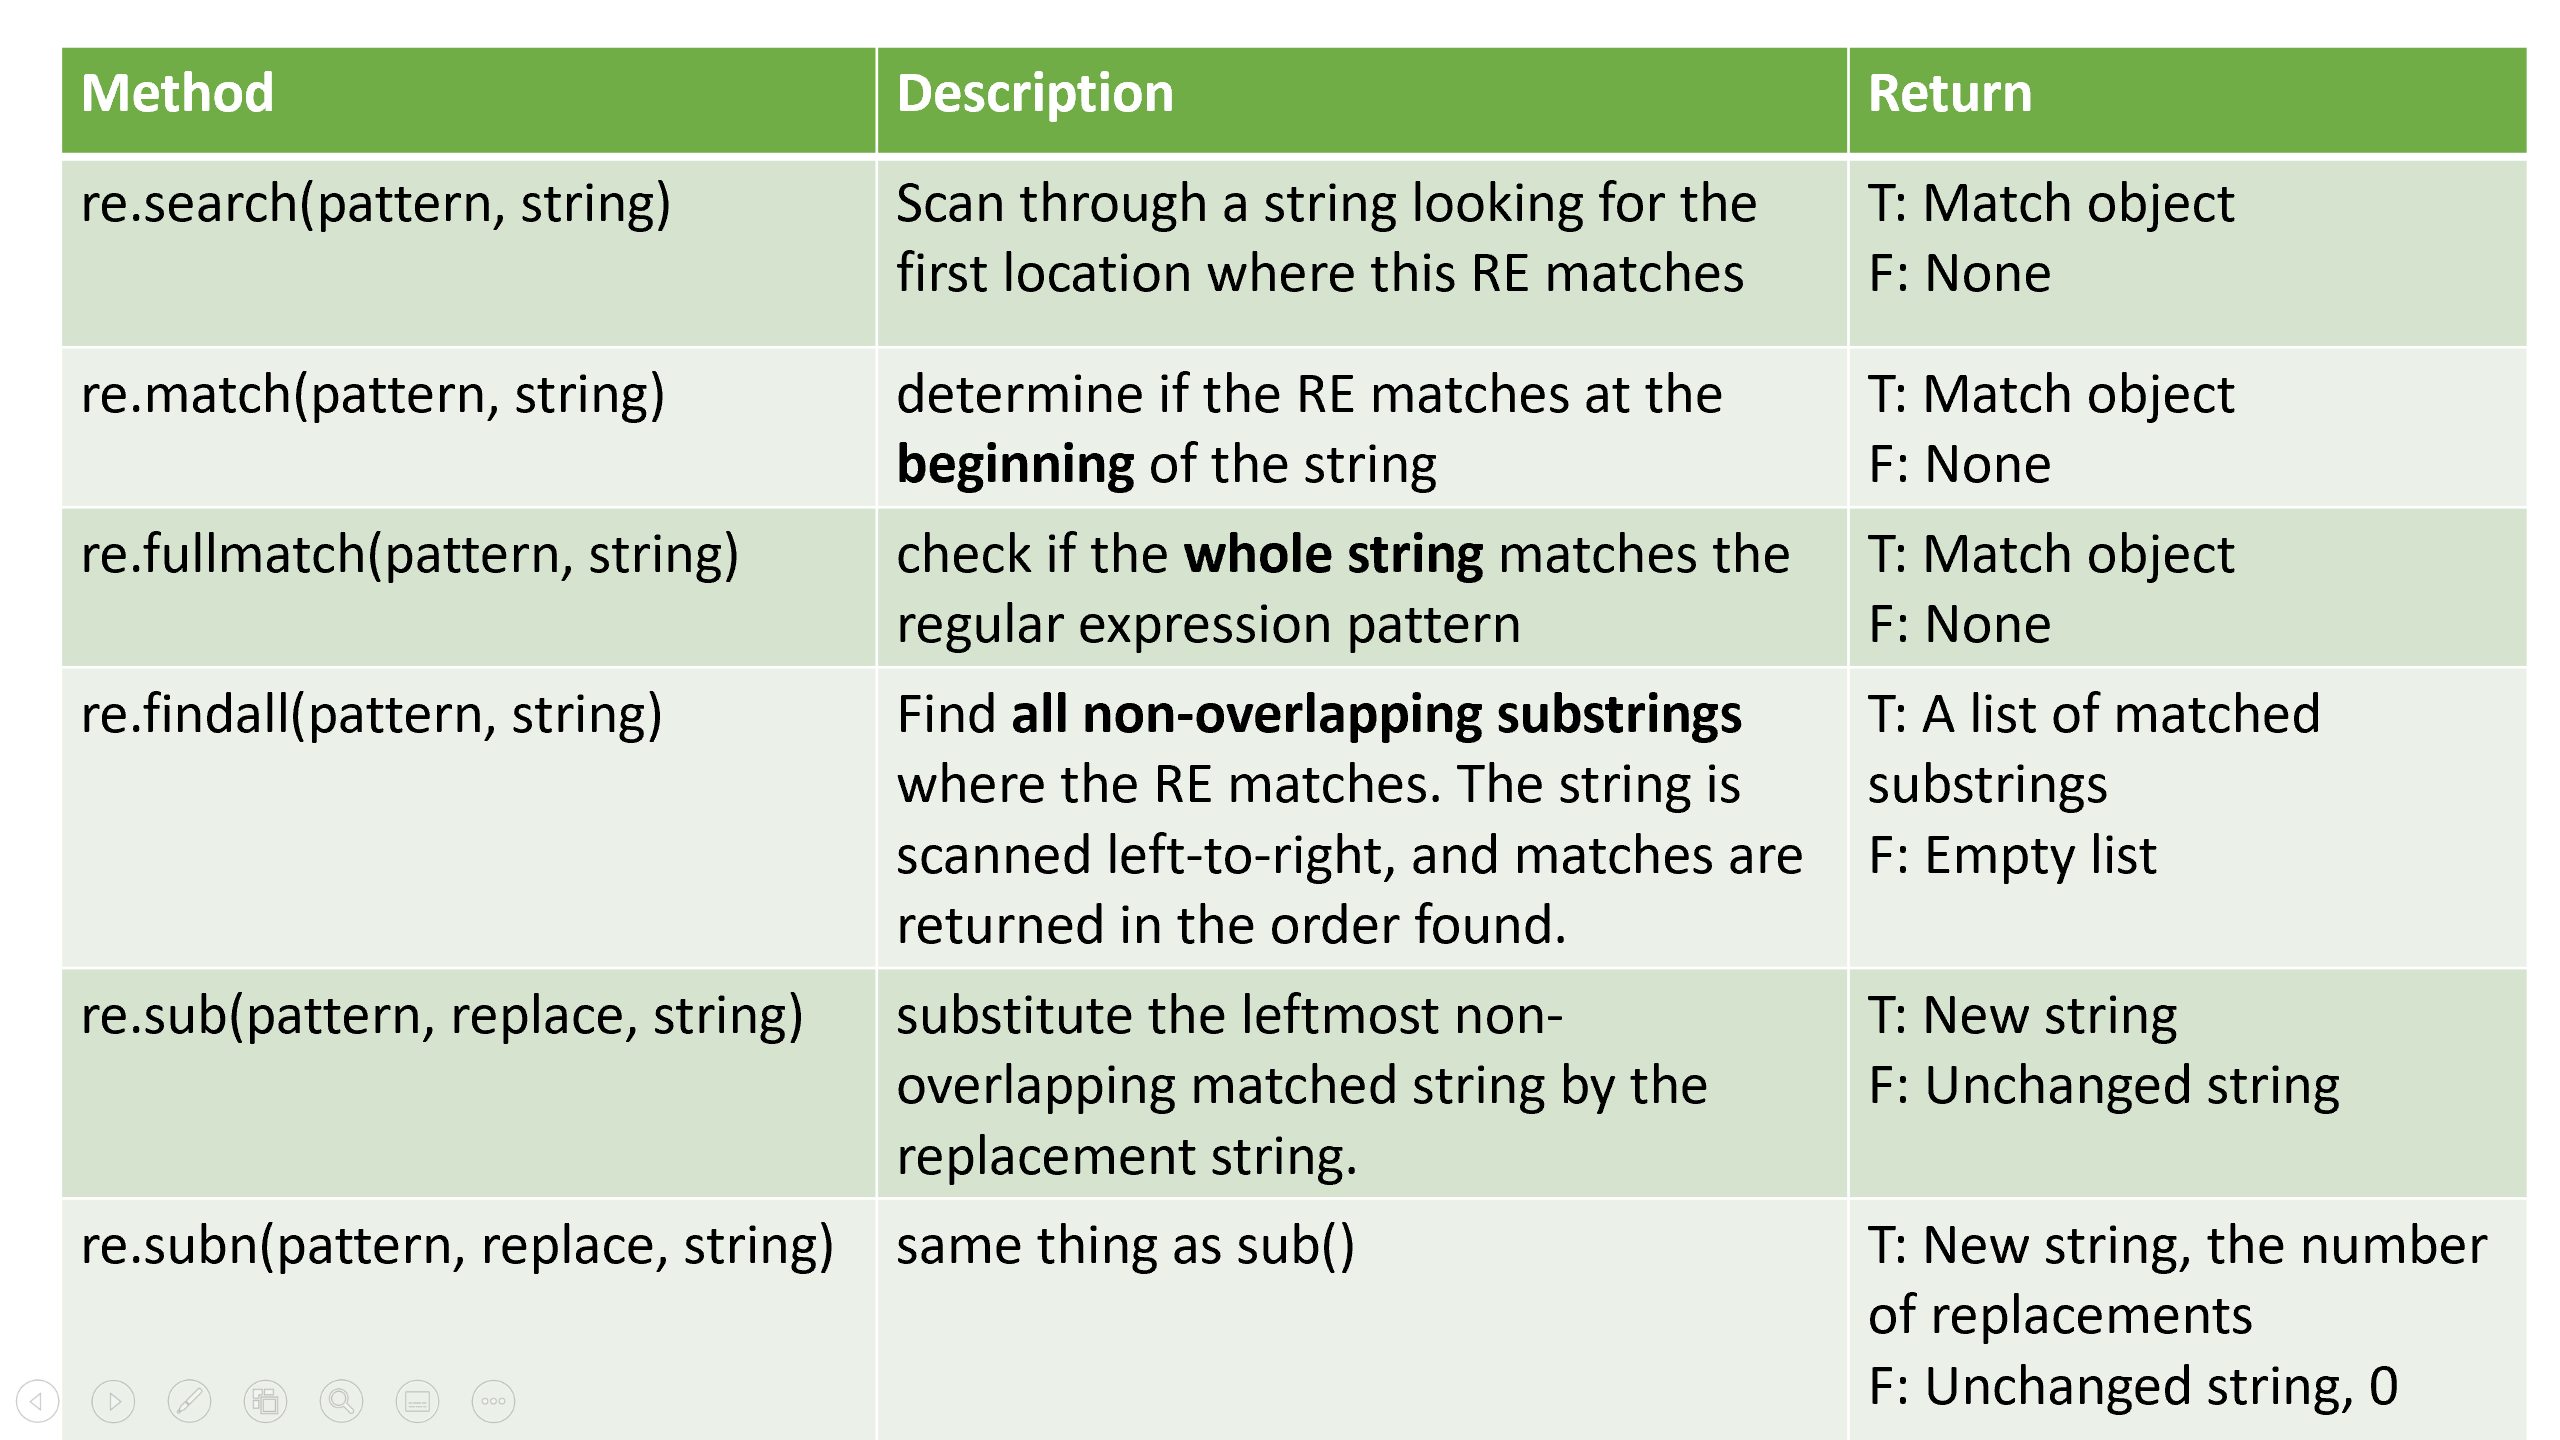 Method
Description
Return
re.search(pattern, string)
Scan through a string looking for the
first location where this RE matches
T: Match object
F: None
re.match(pattern, string)
determine if the RE matches at the
beginning of the string
T: Match object
F: None
re.fullmatch(pattern, string)
check if the whole string matches the
regular expression pattern
T: Match object
F: None
re.findall(pattern, string)
Find all non-overlapping substrings
where the RE matches. The string is
scanned left-to-right, and matches are
returned in the order found.
T: A list of matched
substrings
F: Empty list
re.sub(pattern, replace, string)
substitute the leftmost non-
overlapping matched string by the
replacement string.
T: New string
F: Unchanged string
re.subn(pattern, replace, string)
same thing as sub()
T: New string, the number
of replacements
F: Unchanged string, 0